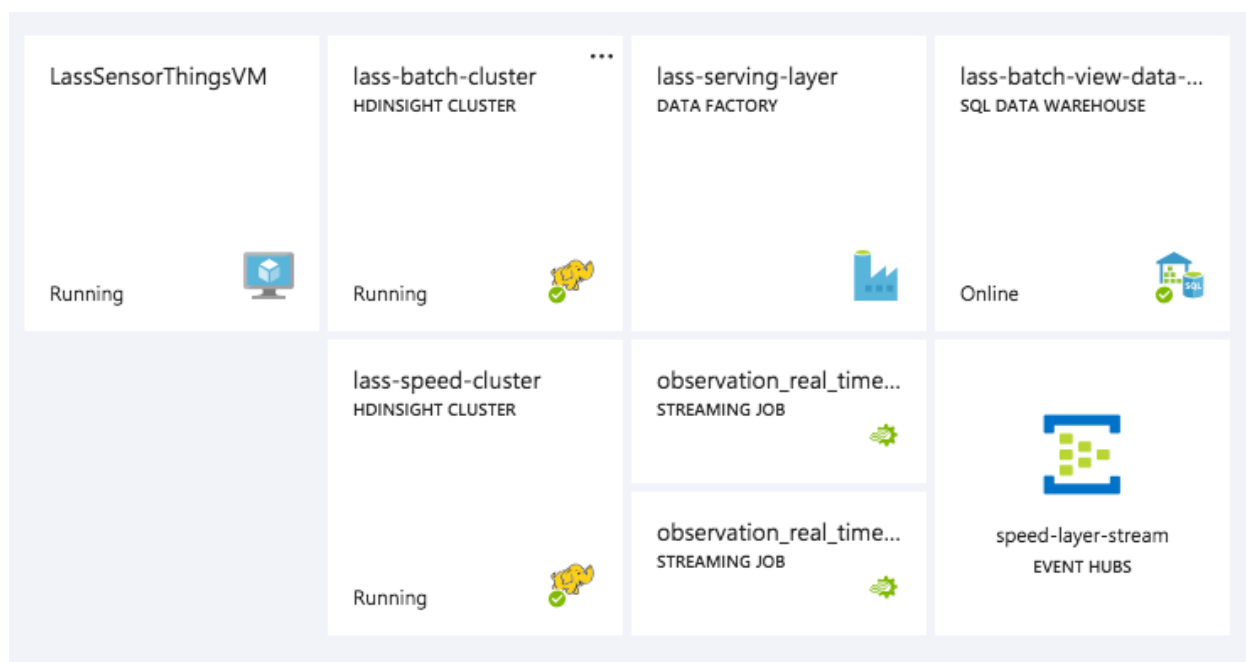 LassSensorThingsVM
Running
lass-batch-cluster
HDINSIGHT CLUSTER
Running
lass-serving-layer
DATA FACTORY
lass-batch-view-data-...
SQL DATA WAREHOUSE
Online
SQL
lass-speed-cluster
HDINSIGHT CLUSTER
Running
observation_real_time...
STREAMING JOB
observation_real_time...
STREAMING JOB
speed-layer-stream
EVENT HUBS